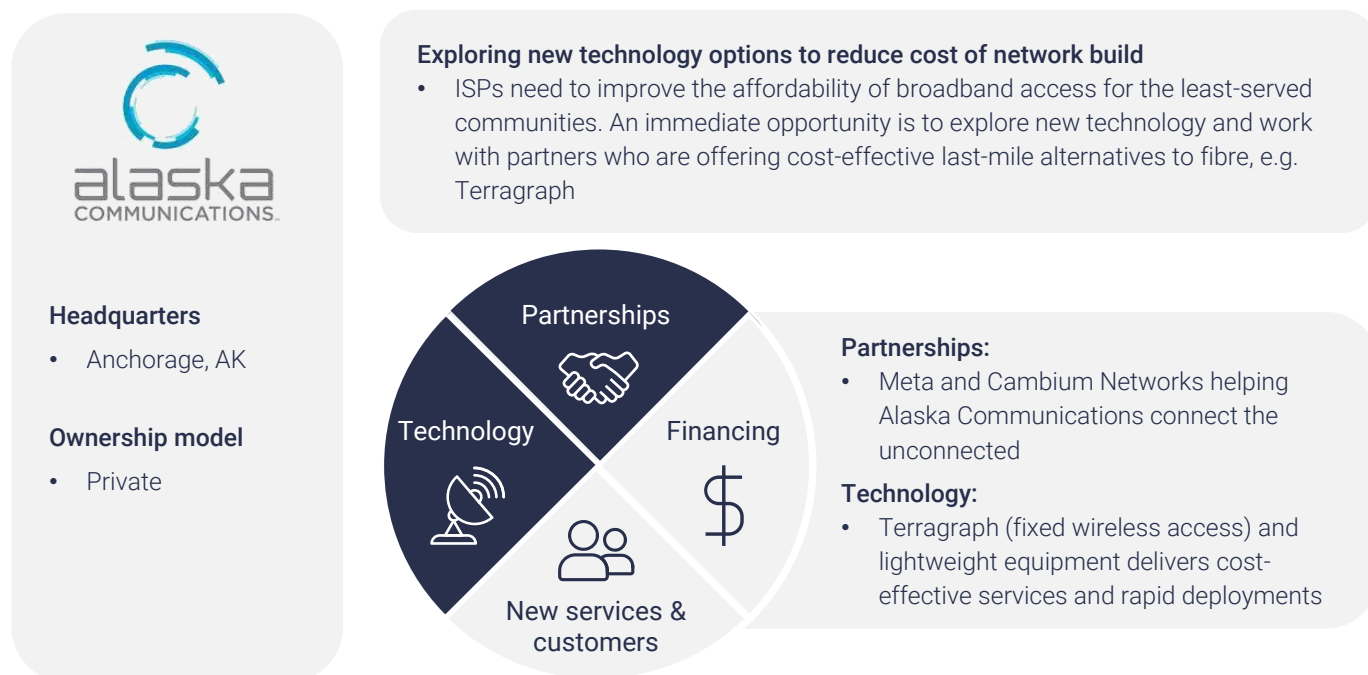 alaska
COMMUNICATIONS
Headquarters
• Anchorage, AK
Ownership model
• Private
Exploring new technology options to reduce cost of network build
• ISPs need to improve the affordability of broadband access for the least-served
communities. An immediate opportunity is to explore new technology and work
with partners who are offering cost-effective last-mile alternatives to fibre, e.g.
Terragraph
Partnerships
Technology
Financing
$
New services &
customers
Partnerships:
• Meta and Cambium Networks helping
Alaska Communications connect the
unconnected
Technology:
• Terragraph (fixed wireless access) and
lightweight equipment delivers cost-
effective services and rapid deployments